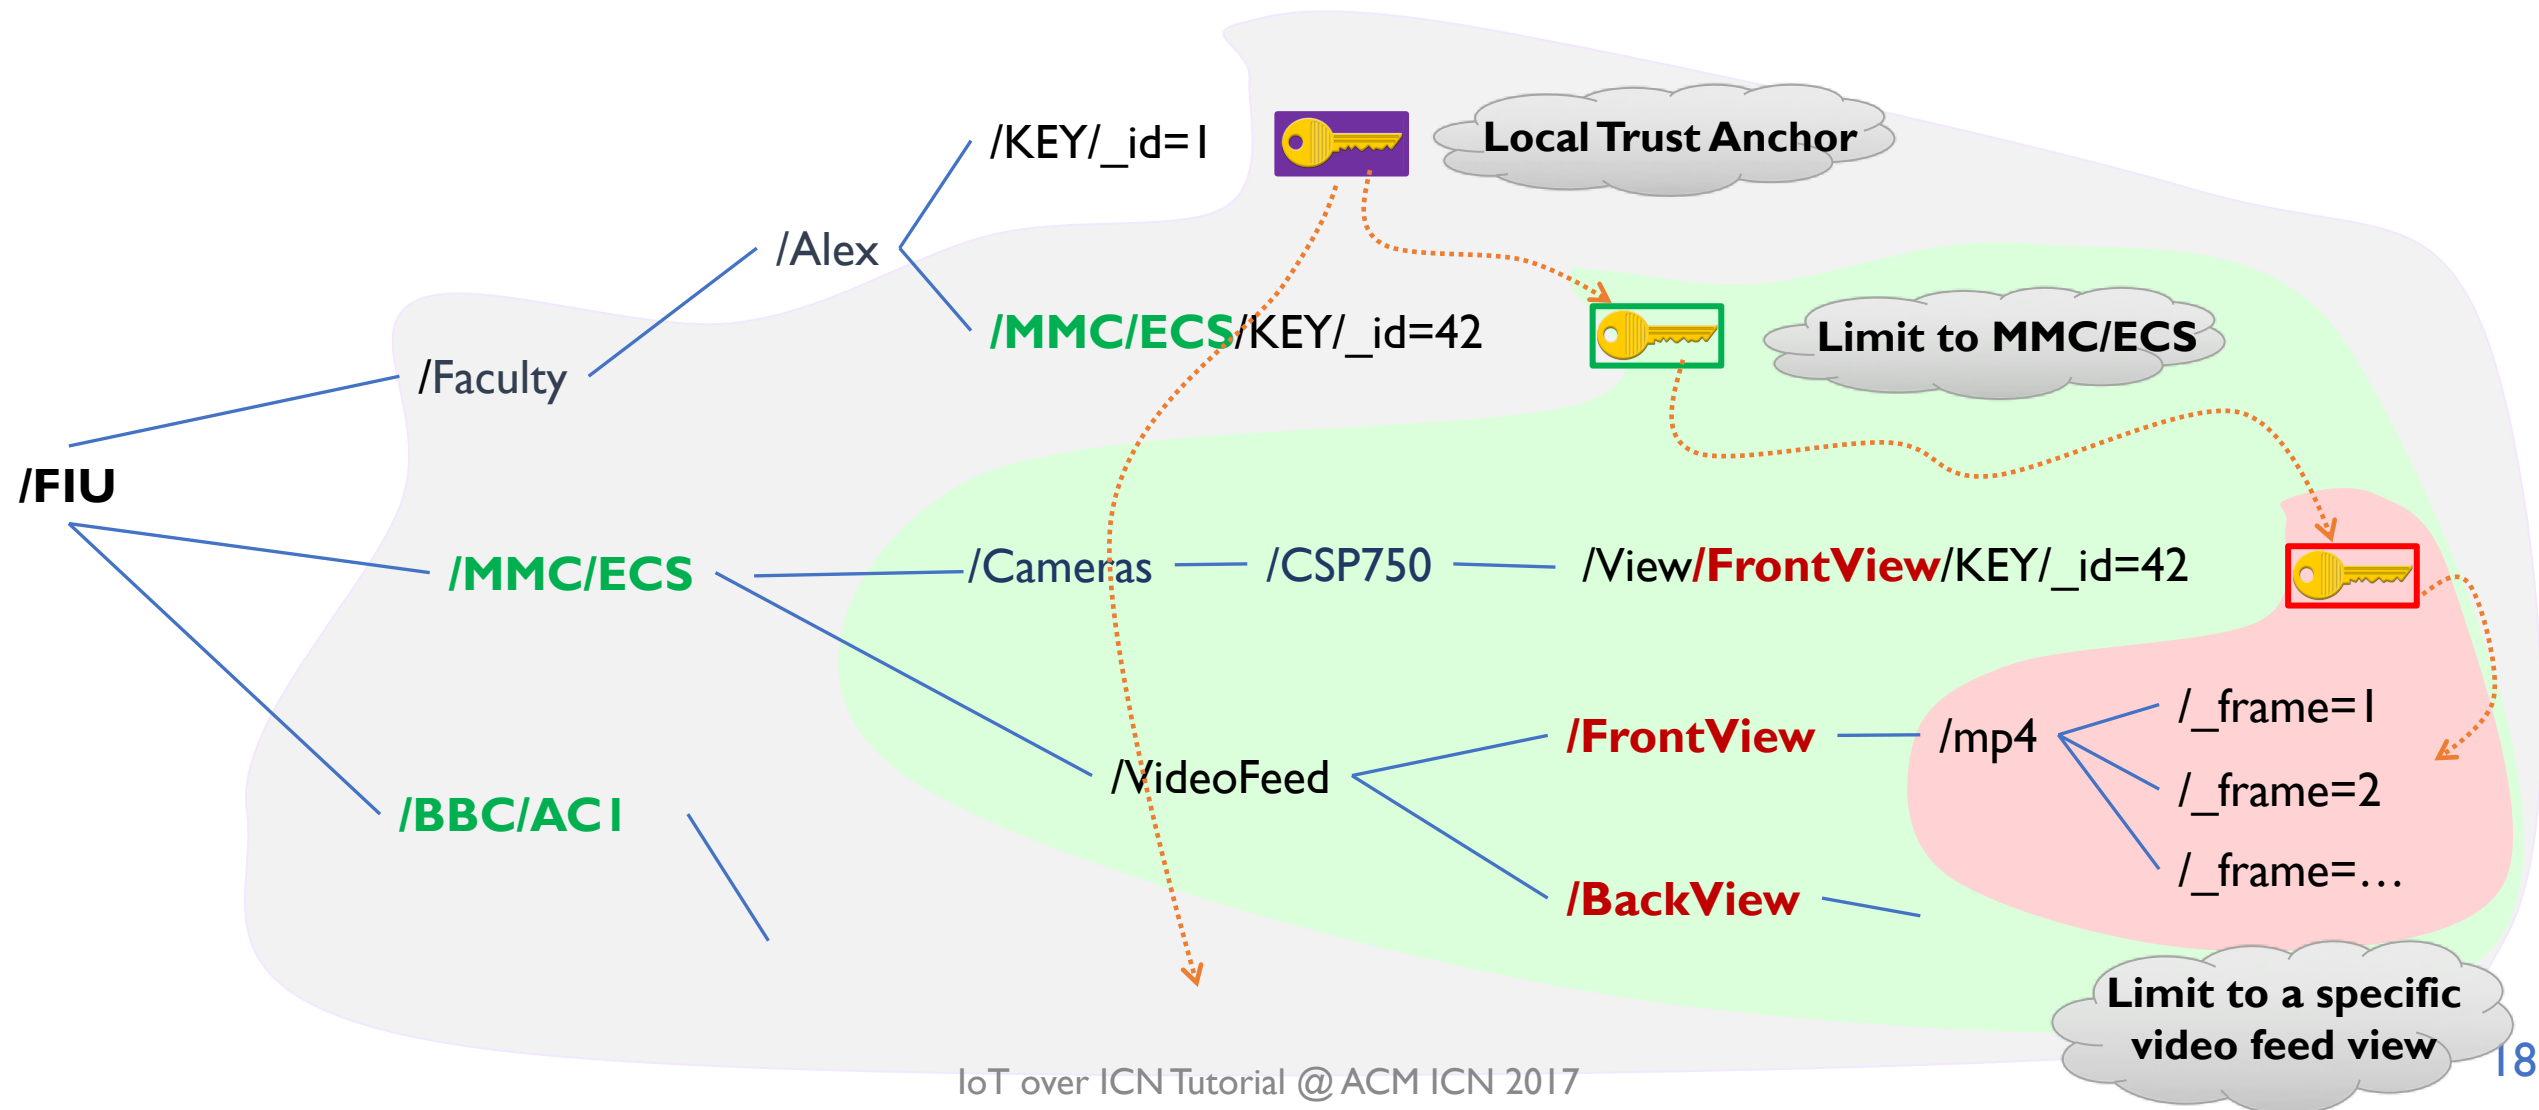 /KEY/_id=1
Local Trust Anchor
/Alex
/MMC/ECS/KEY/_id=42
Limit to MMC/ECS
/Faculty
/FIU
/MMC/ECS
/Cameras
/CSP750
/View/FrontView/KEY/_id=42
/_frame=1
/FrontView
/mp4
/VideoFeed
/_frame=2
/BBC/AC1
/_frame=…
/BackView
Limit to a specific
video feed view
IoT over ICN Tutorial @ ACM ICN 2017
18